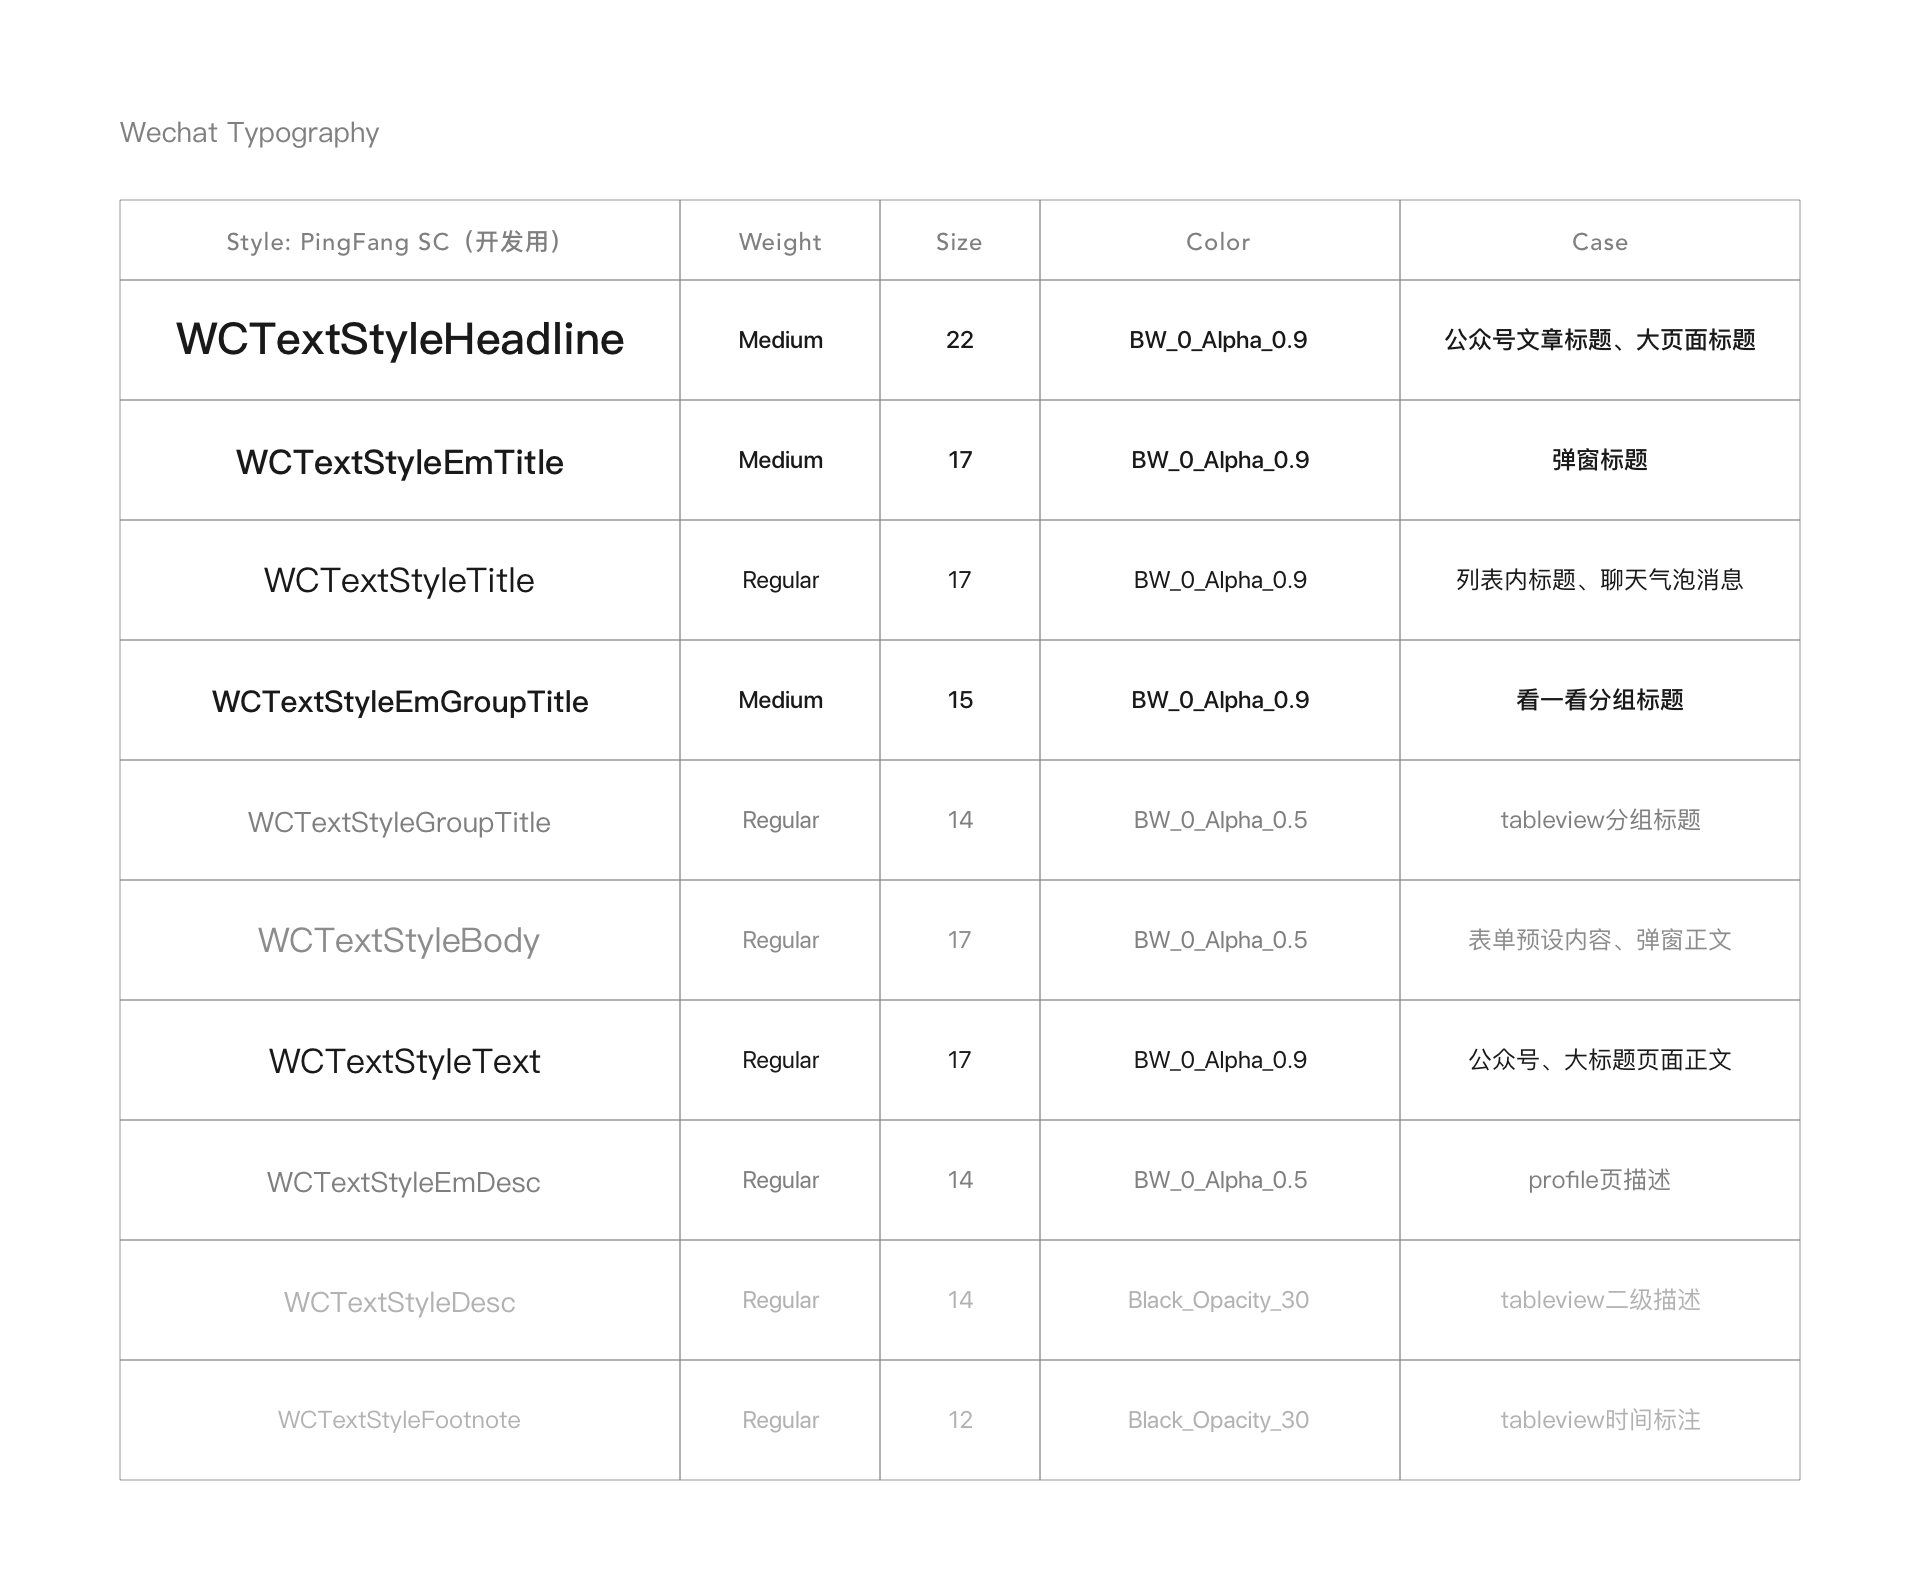 Wechat Typography
Style: PingFang SC（开发用） Weight Size Color Case
WCTextStyleHeadline Medium 22 BW_0_Alpha_0.9 公众号文章标题、大页面标题
WCTextStyleEmTitle Medium 17 BW_0_Alpha_0.9 弹窗标题
WCTextStyleTitle Regular 17 BW_0_Alpha_0.9 列表内标题、聊天气泡消息
WCTextStyleEmGroupTitle Medium 15 BW_0_Alpha_0.9 看一看分组标题
WCTextStyleGroupTitle Regular 14 BW_0_Alpha_0.5 tableview分组标题
WCTextStyleBody Regular 17 BW_0_Alpha_0.5 表单预设内容、弹窗正文
WCTextStyleText Regular 17 BW_0_Alpha_0.9 公众号、大标题页面正文
WCTextStyleEmDesc Regular 14 BW_0_Alpha_0.5 profile页描述
WCTextStyleDesc Regular 14 Black_Opacity_30 tableview二级描述
WCTextStyleFootnote Regular 12 Black_Opacity_30 tableview时间标注